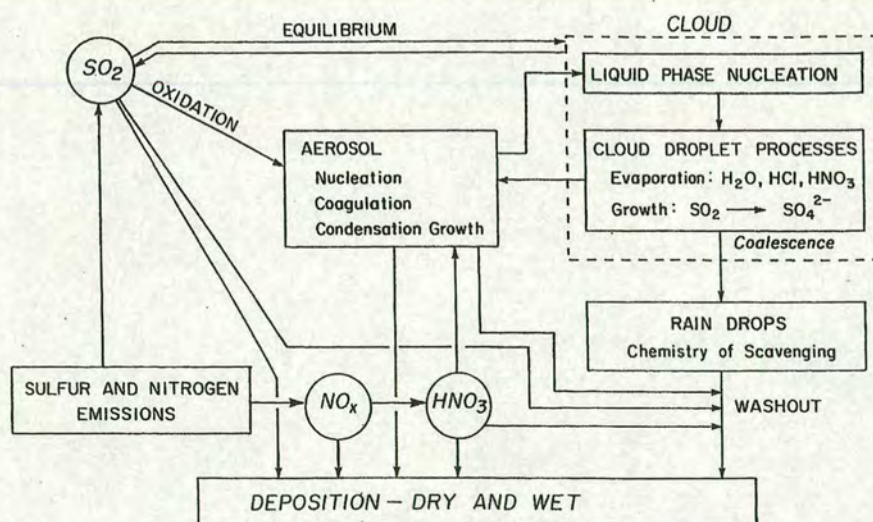 EQUILIBRIUM
CLOUD
SO₂
LIQUID PHASE NUCLEATION
OXIDATION
AEROSOL
Nucleation
Coagulation
Condensation Growth
CLOUD DROPLET PROCESSES
Evaporation: H₂O, HCl, HNO₃
Growth: SO₂ → SO₄²⁻
Coalescence
RAIN DROPS
Chemistry of Scavenging
SULFUR AND NITROGEN
EMISSIONS
NOₓ
HNO₃
WASHOUT
DEPOSITION — DRY AND WET